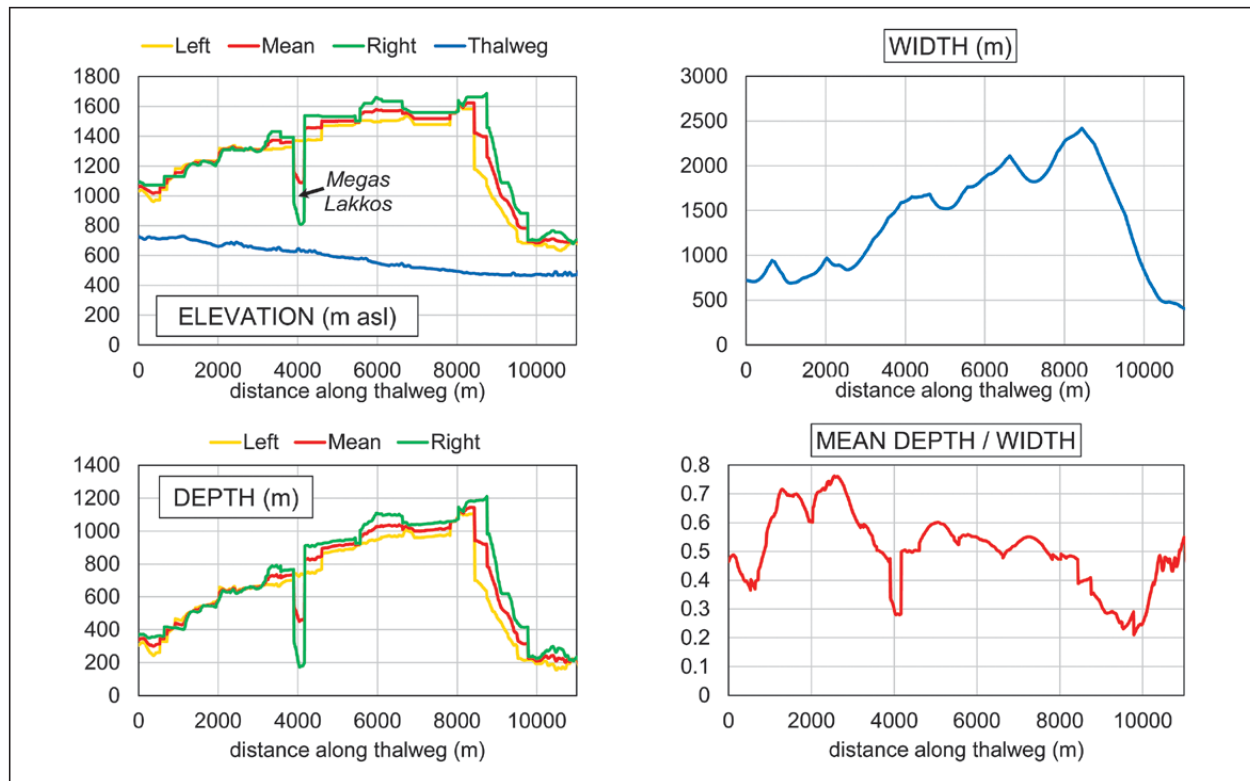 Left Mean Right Thalweg
1800
1600
1400
1200
1000
800
600
400
200
0
Megas
Lakkos
ELEVATION (m asl)
0 2000 4000 6000 8000 10000
distance along thalweg (m)
WIDTH (m)
3000
2500
2000
1500
1000
500
0
0 2000 4000 6000 8000 10000
distance along thalweg (m)
Left Mean Right
1400
1200
1000
800
600
400
200
0
DEPTH (m)
0 2000 4000 6000 8000 10000
distance along thalweg (m)
MEAN DEPTH / WIDTH
0.8
0.7
0.6
0.5
0.4
0.3
0.2
0.1
0
0 2000 4000 6000 8000 10000
distance along thalweg (m)